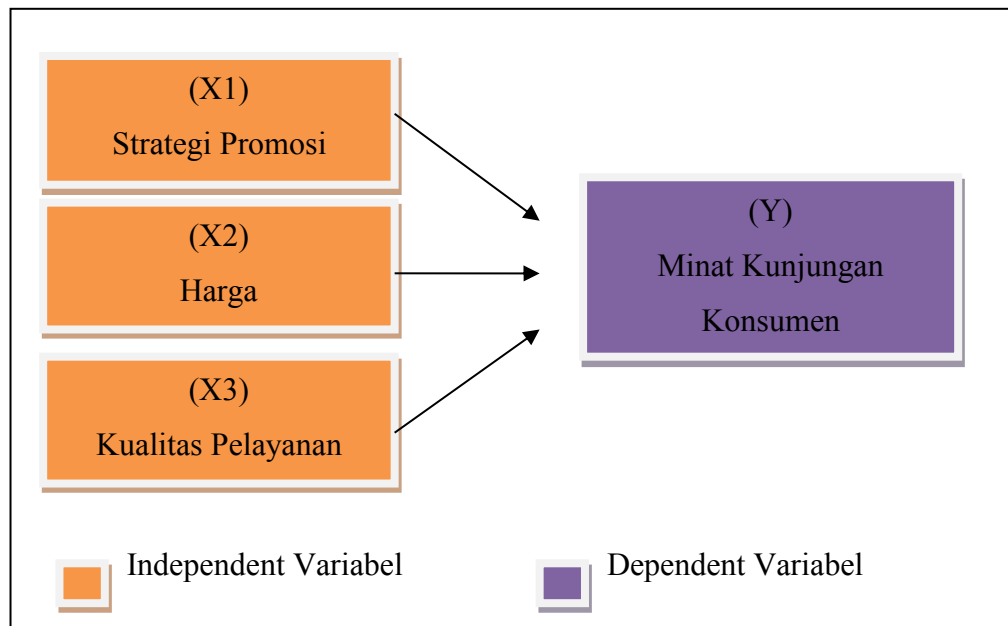 (X1)
Strategi Promosi
(X2)
Harga
(X3)
Kualitas Pelayanan
(Y)
Minat Kunjungan
Konsumen
Independent Variabel
Dependent Variabel